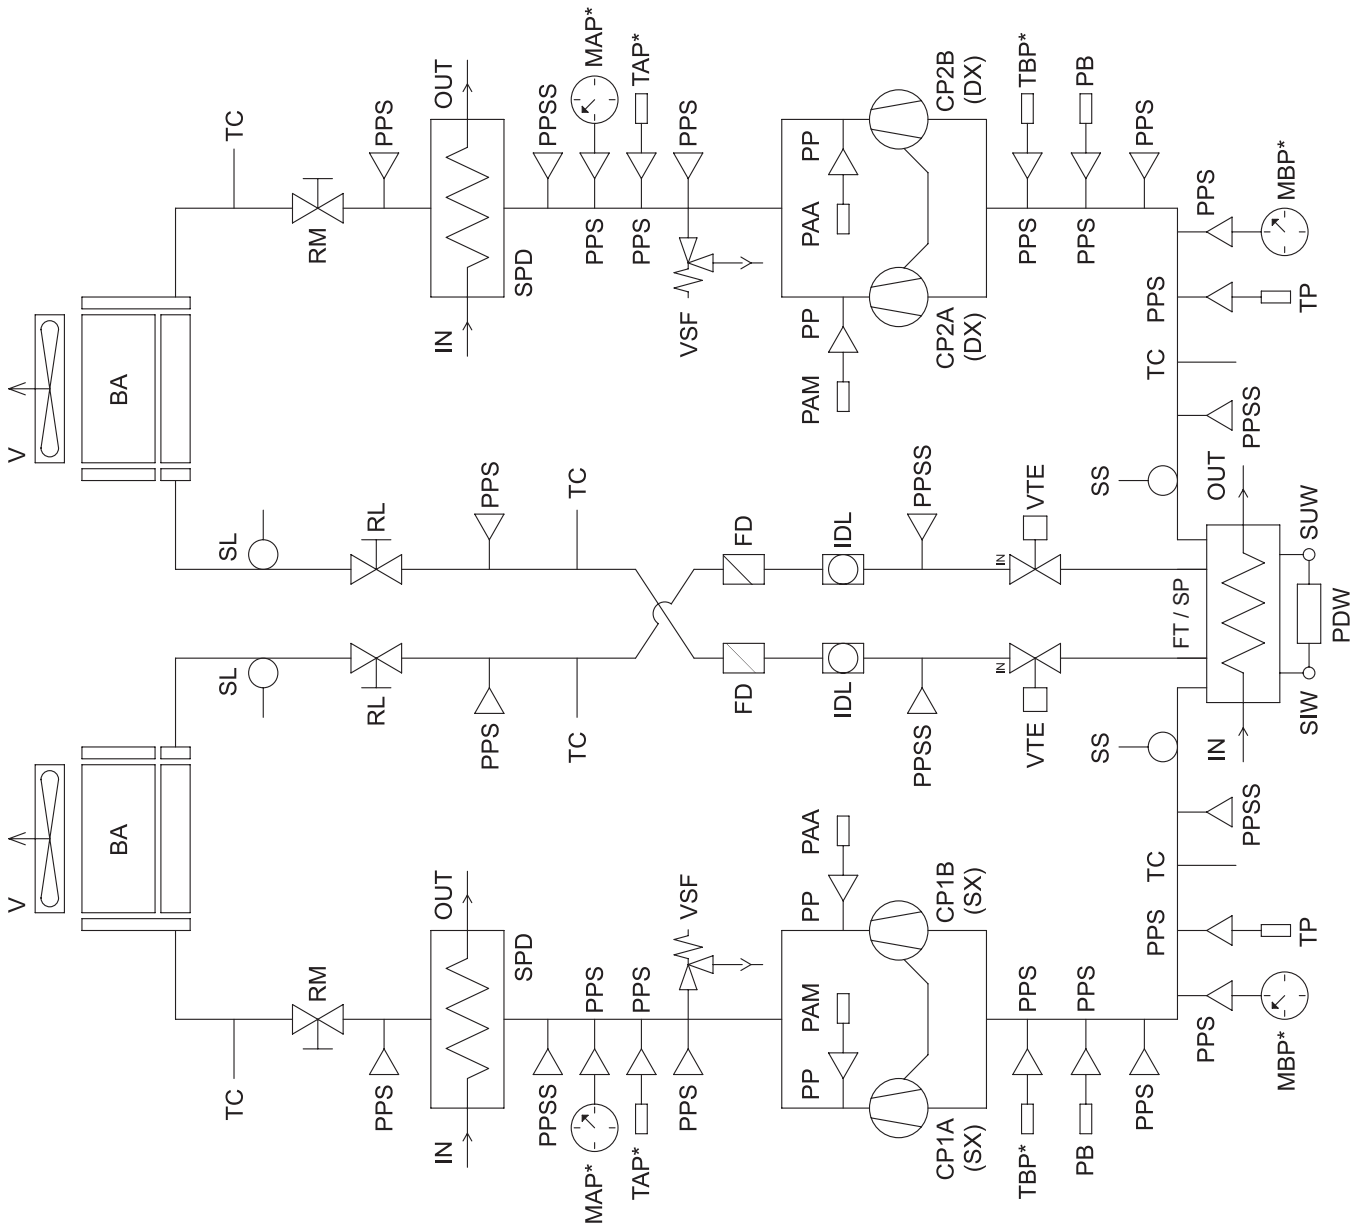 V
V
BA
BA
TC
SL
SL
TC
RM
RM
PPS
RL
RL
PPS
IN
OUT
IN
OUT
PPS
PPS
SPD
SPD
PPSS
PPSS
TC
TC
MAP*
PPS
PPS
MAP*
TAP*
PPS
PPS
TAP*
PPS
VSF
VSF
PPS
FD
FD
PP
PAM
PP
PAA
PAM
PP
PAA
PP
IDL
IDL
PPSS
PPSS
CP1A
(SX)
CP1B
(SX)
CP2A
(DX)
CP2B
(DX)
IN
IN
TBP*
PPS
VTE
VTE
PPS
TBP*
PB
PPS
PPS
PB
SS
SS
PPS
PPS
PPS
TC
TC
PPS
FT / SP
PPS
PPS
IN
OUT
PPSS
PPSS
MBP*
MBP*
TP
SIW
SUW
TP
PDW